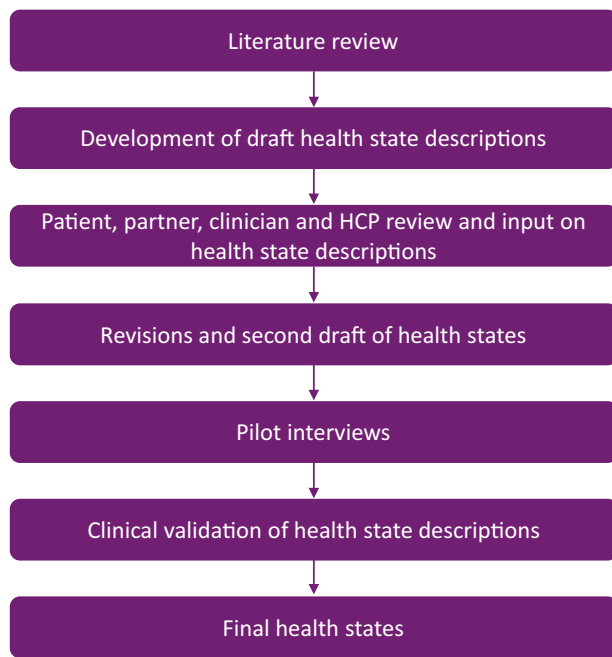 Literature review
Development of draft health state descriptions
Patient, partner, clinician and HCP review and input on
health state descriptions
Revisions and second draft of health states
Pilot interviews
Clinical validation of health state descriptions
Final health states